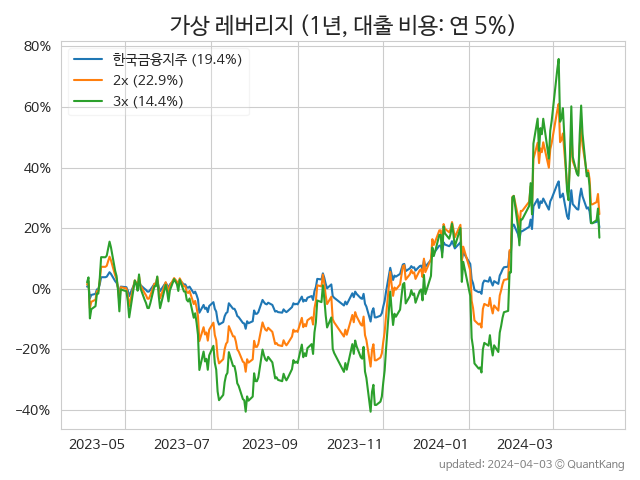 가상 레버리지 (1년, 대출 비용: 연 5%)
80%
60%
40%
20%
0%
−20%
−40%
한국금융지주 (19.4%)
2x (22.9%)
3x (14.4%)
2023-05 2023-07 2023-09 2023-11 2024-01 2024-03
updated: 2024-04-03 © QuantKang